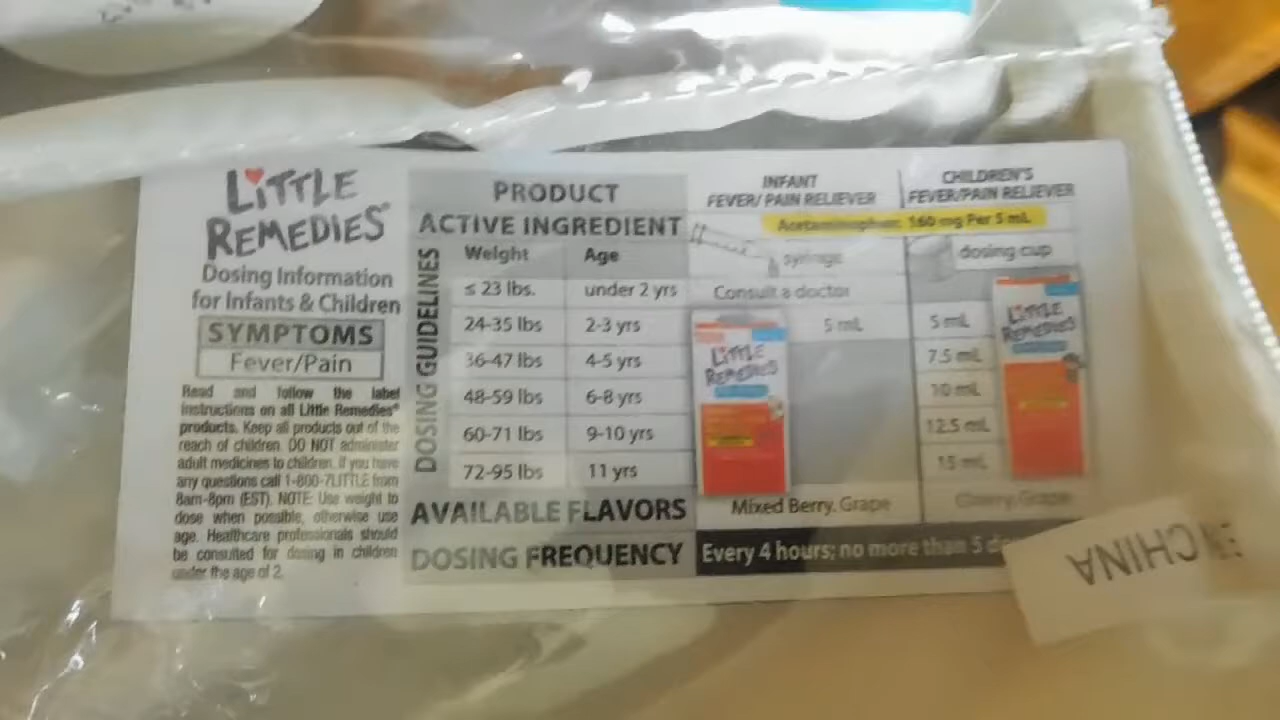 LiTTLE
REMEDIES®
Dosing Information
for Infants & Children
SYMPTOMS
Fever/Pain
Read and follow the label
instructions on all Little Remedies®
products. Keep all products out of the
reach of children. DO NOT administer
adult medicines to children. If you have
any questions call 1-800-7LITTLE from
8am-8pm (EST). NOTE: Use weight to
dose when possible, otherwise use
age. Healthcare professionals should
be consulted for dosing in children
under the age of 2.
PRODUCT
INFANT
FEVER/ PAIN RELIEVER
CHILDREN'S
FEVER/PAIN RELIEVER
ACTIVE INGREDIENT
Acetaminophen: 160 mg Per 5 mL
DOSING GUIDELINES
Weight Age syringe dosing cup
≤ 23 lbs. under 2 yrs Consult a doctor
24-35 lbs 2-3 yrs 5 mL 5 mL
36-47 lbs 4-5 yrs 7.5 mL
48-59 lbs 6-8 yrs 10 mL
60-71 lbs 9-10 yrs 12.5 mL
72-95 lbs 11 yrs 15 mL
LiTTLE
REMEDIES
LiTTLE
REMEDIES
AVAILABLE FLAVORS Mixed Berry, Grape Cherry, Grape
DOSING FREQUENCY Every 4 hours; no more than 5
CHINA